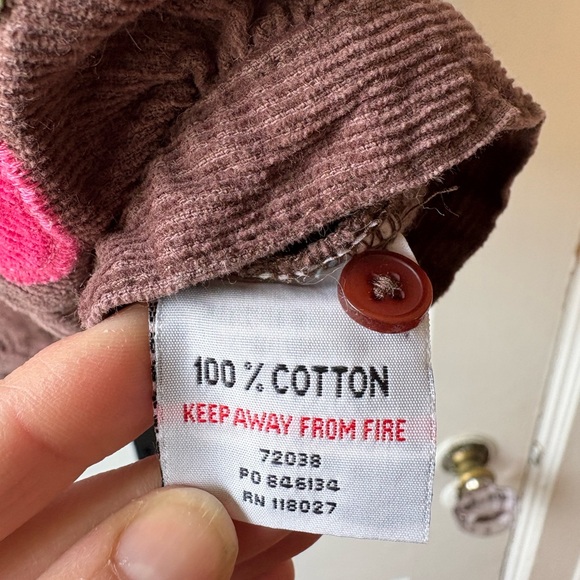 100 % COTTON
KEEP AWAY FROM FIRE
72038
PO 846134
RN 118027